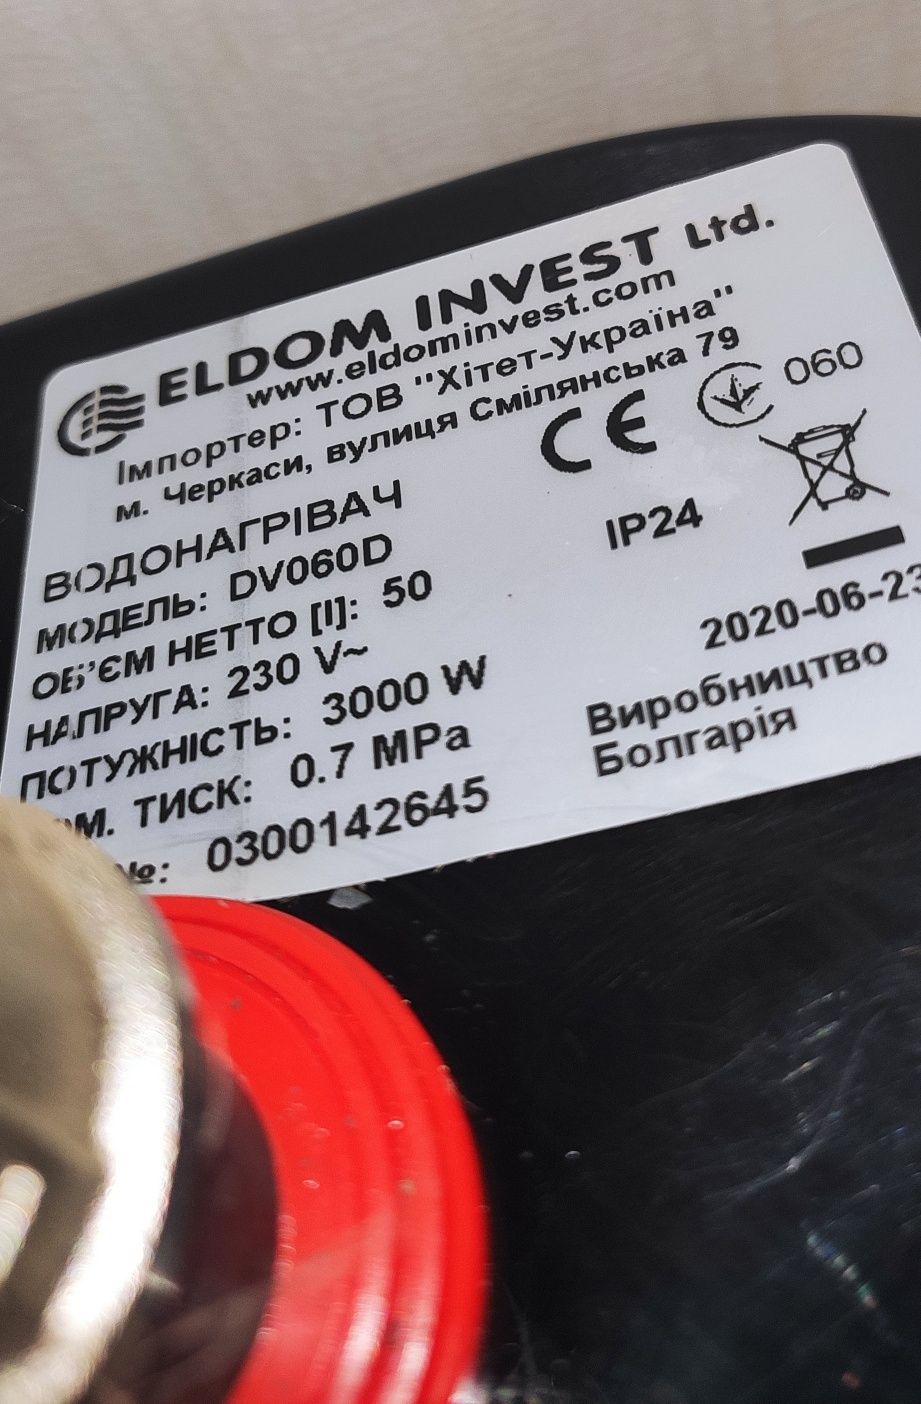 ELDOM INVEST Ltd.
www.eldominvest.com
Імпортер: ТОВ "Хітет-Україна"
м. Черкаси, вулиця Смілянська 79
CE 060
ВОДОНАГРІВАЧ
МОДЕЛЬ: DV060D
IP24
ОБ'ЄМ НЕТТО [l]: 50
НАПРУГА: 230 V~
2020-06-23
ПОТУЖНІСТЬ: 3000 W
Виробництво
Болгарія
ТИСК: 0.7 MPa
№: 0300142645